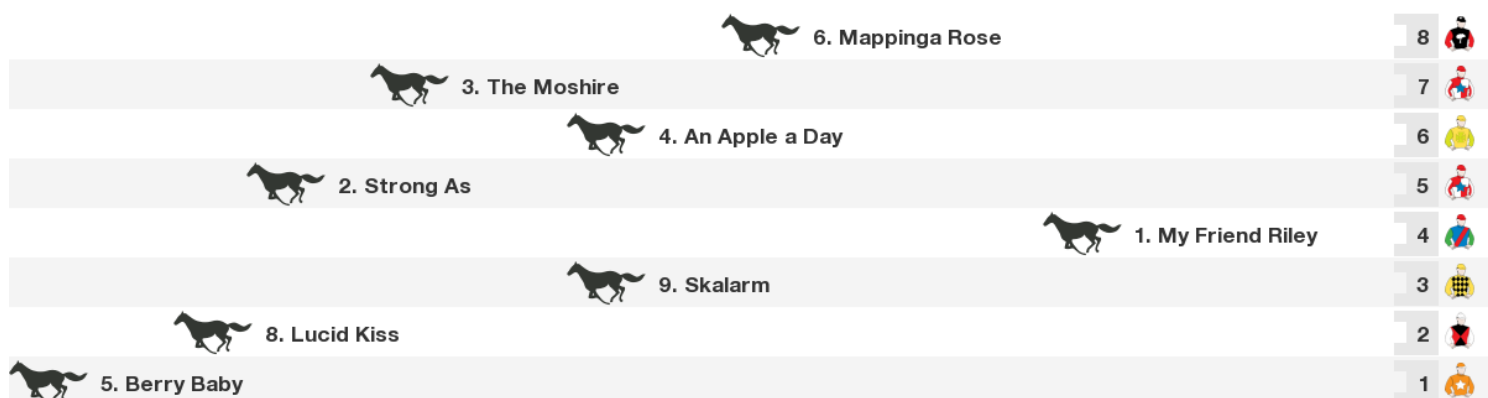 6. Mappinga Rose 8
3. The Moshire 7
4. An Apple a Day 6
2. Strong As 5
1. My Friend Riley 4
9. Skalarm 3
8. Lucid Kiss 2
5. Berry Baby 1